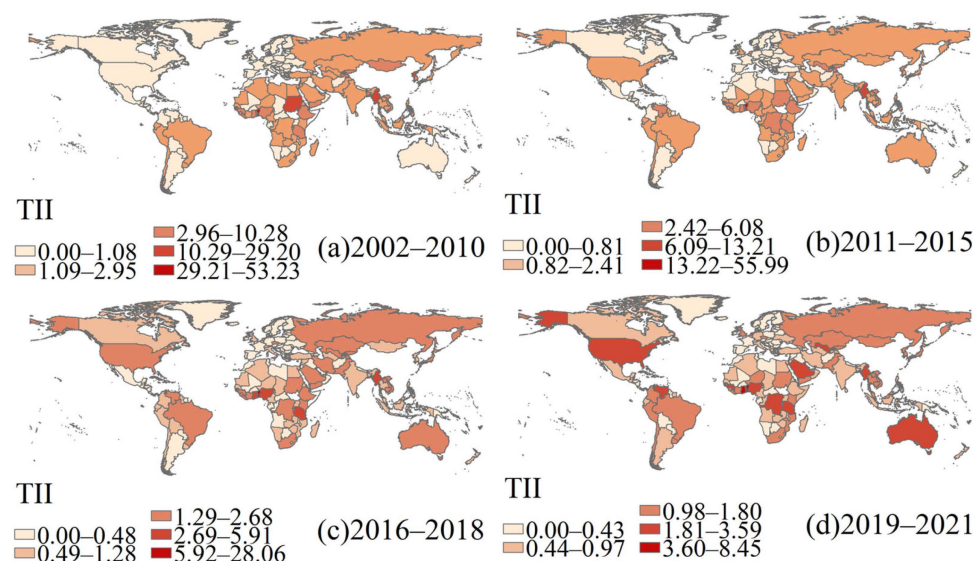 TII
0.00–1.08
1.09–2.95
2.96–10.28
10.29–29.20
29.21–53.23
(a)2002–2010
TII
0.00–0.81
0.82–2.41
2.42–6.08
6.09–13.21
13.22–55.99
(b)2011–2015
TII
0.00–0.48
0.49–1.28
1.29–2.68
2.69–5.91
5.92–28.06
(c)2016–2018
TII
0.00–0.43
0.44–0.97
0.98–1.80
1.81–3.59
3.60–8.45
(d)2019–2021